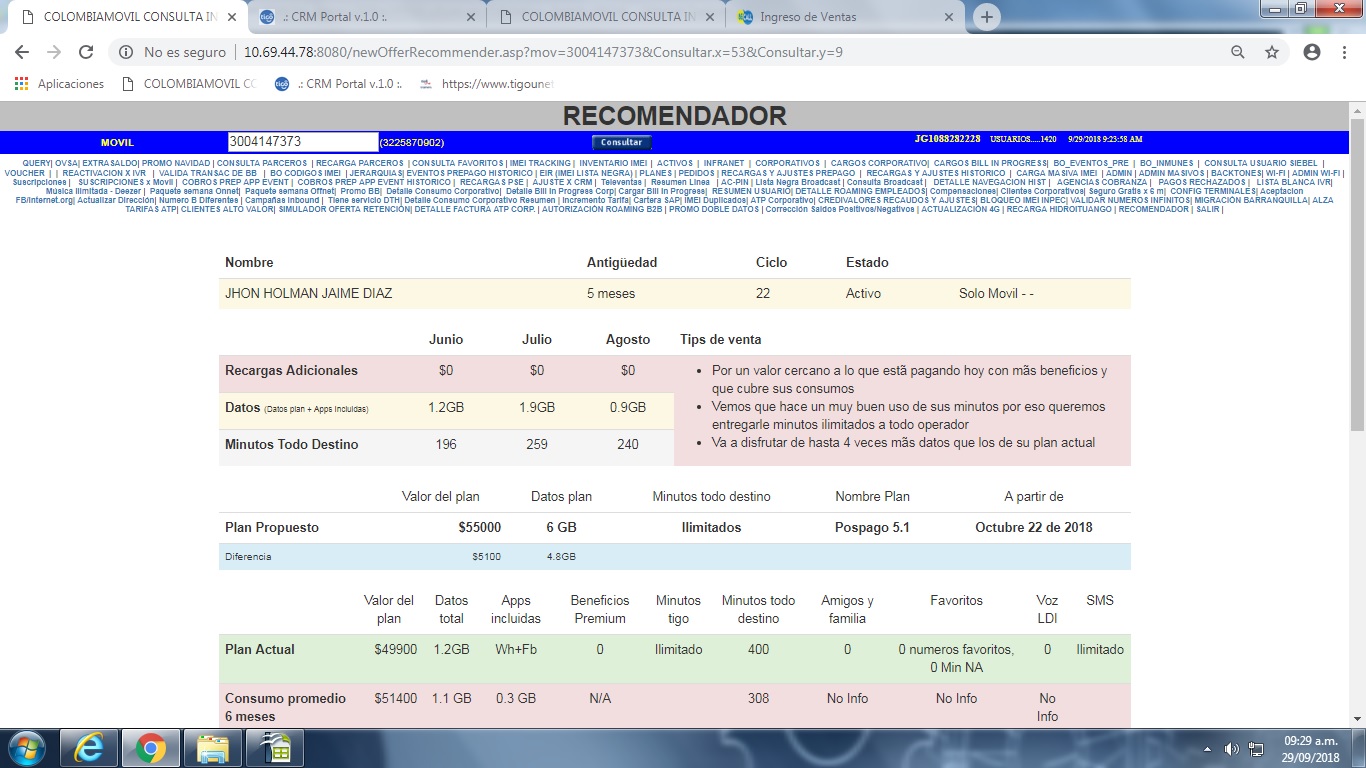 COLOMBIAMOVIL CONSULTA IN
.: CRM Portal v.1.0 :.
COLOMBIAMOVIL CONSULTA IN
Ingreso de Ventas
No es seguro | 10.69.44.78:8080/newOfferRecommender.asp?mov=3004147373&Consultar.x=53&Consultar.y=9
Aplicaciones COLOMBIAMOVIL CO .: CRM Portal v.1.0 :. https://www.tigoune
RECOMENDADOR
MOVIL 3004147373 (3225870902) Consultar JG1088282228 USUARIOS.....1420 9/29/2018 9:23:58 AM
QUERY| OVSA| EXTRASALDO| PROMO NAVIDAD | CONSULTA PARCEROS | RECARGA PARCEROS | CONSULTA FAVORITOS | IMEI TRACKING | INVENTARIO IMEI | ACTIVOS | INFRANET | CORPORATIVOS | CARGOS CORPORATIVO| CARGOS BILL IN PROGRESS| BO_EVENTOS_PRE | BO_INMUNES | CONSULTA USUARIO SIEBEL |
VOUCHER | | REACTIVACION X IVR | VALIDA TRANSAC DE BB | BO CODIGOS IMEI |JERARQUIAS| EVENTOS PREPAGO HISTORICO | EIR (IMEI LISTA NEGRA) | PLANES | PEDIDOS | RECARGAS Y AJUSTES PREPAGO | RECARGAS Y AJUSTES HISTORICO | CARGA MASIVA IMEI | ADMIN | ADMIN MASIVOS | BACKTONES| WI-FI | ADMIN WI-FI |
Suscripciones | SUSCRIPCIONES x Movil | COBROS PREP APP EVENT | COBROS PREP APP EVENT HISTORICO | RECARGAS PSE | AJUSTE X CRM | Televentas | Resumen Linea | AC-PIN | Lista Negra Broadcast | Consulta Broadcast | DETALLE NAVEGACION HIST | AGENCIAS COBRANZA | PAGOS RECHAZADOS | LISTA BLANCA IVR|
Música Ilimitada - Deezer | Paquete semana Onnet| Paquete semana Offnet| Promo BB| Detalle Consumo Corporativo| Detalle Bill In Progress Corp| Cargar Bill In Progress Corp| Cargar Bill In Progress| RESUMEN USUARIO| DETALLE ROAMING EMPLEADOS| Compensaciones| Clientes Corporativos| Seguro Gratis x 6 m| CONFIG TERMINALES| Aceptacion
FB/Internet.org| Actualizar Dirección| Numero B Diferentes | Campañas Inbound | Tiene servicio DTH| Detalle Consumo Corporativo Resumen | Incremento Tarifa| Cartera SAP| IMEI Duplicados| ATP Corporativo| CREDIVALORES RECAUDOS Y AJUSTES| BLOQUEO IMEI INPEC| VALIDAR NUMEROS INFINITOS| MIGRACIÓN BARRANQUILLA| ALZA
TARIFAS ATP| CLIENTES ALTO VALOR| SIMULADOR OFERTA RETENCIÓN| DETALLE FACTURA ATP CORP. | AUTORIZACIÓN ROAMING B2B | PROMO DOBLE DATOS | Corrección Saldos Positivos/Negativos | ACTUALIZACIÓN 4G | RECARGA HIDROITUANGO | RECOMENDADOR | SALIR |
Nombre Antigüedad Ciclo Estado
JHON HOLMAN JAIME DIAZ 5 meses 22 Activo Solo Movil - -
Junio Julio Agosto Tips de venta
Recargas Adicionales $0 $0 $0
Datos (Datos plan + Apps incluidas) 1.2GB 1.9GB 0.9GB
Minutos Todo Destino 196 259 240
• Por un valor cercano a lo que estã pagando hoy con mãs beneficios y
que cubre sus consumos
• Vemos que hace un muy buen uso de sus minutos por eso queremos
entregarle minutos ilimitados a todo operador
• Va a disfrutar de hasta 4 veces mãs datos que los de su plan actual
Valor del plan Datos plan Minutos todo destino Nombre Plan A partir de
Plan Propuesto $55000 6 GB Ilimitados Pospago 5.1 Octubre 22 de 2018
Diferencia $5100 4.8GB
Valor del plan Datos total Apps incluidas Beneficios Premium Minutos tigo Minutos todo destino Amigos y familia Favoritos Voz LDI SMS
Plan Actual $49900 1.2GB Wh+Fb 0 Ilimitado 400 0 0 numeros favoritos, 0 Min NA 0 Ilimitado
Consumo promedio 6 meses $51400 1.1 GB 0.3 GB N/A 308 No Info No Info No Info
09:29 a.m.
29/09/2018